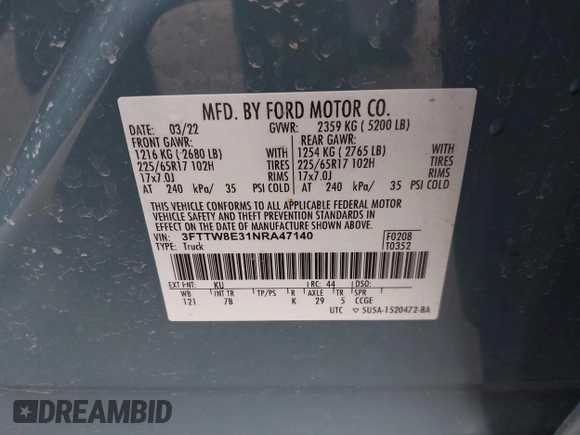 MFD. BY FORD MOTOR CO.
DATE: 03/22 GVWR: 2359 KG ( 5200 LB)
FRONT GAWR: REAR GAWR:
1216 KG ( 2680 LB) WITH 1254 KG ( 2765 LB) WITH
225/65R17 102H TIRES 225/65R17 102H TIRES
17x7.0J RIMS 17x7.0J RIMS
AT 240 kPa/ 35 PSI COLD AT 240 kPa/ 35 PSI COLD
THIS VEHICLE CONFORMS TO ALL APPLICABLE FEDERAL MOTOR
VEHICLE SAFETY AND THEFT PREVENTION STANDARDS IN
EFFECT ON THE DATE OF MANUFACTURE SHOWN ABOVE.
VIN: 3FTTW8E31NRA47140 F0208
TYPE: Truck T0352
EXT PNT: KU RC: 44 DSO:
WB INT TR TP/PS R AXLE TR SPR
121 7B K 29 5 CCGE
UTC ▽ 5U5A-1520472-BA
DREAMBID